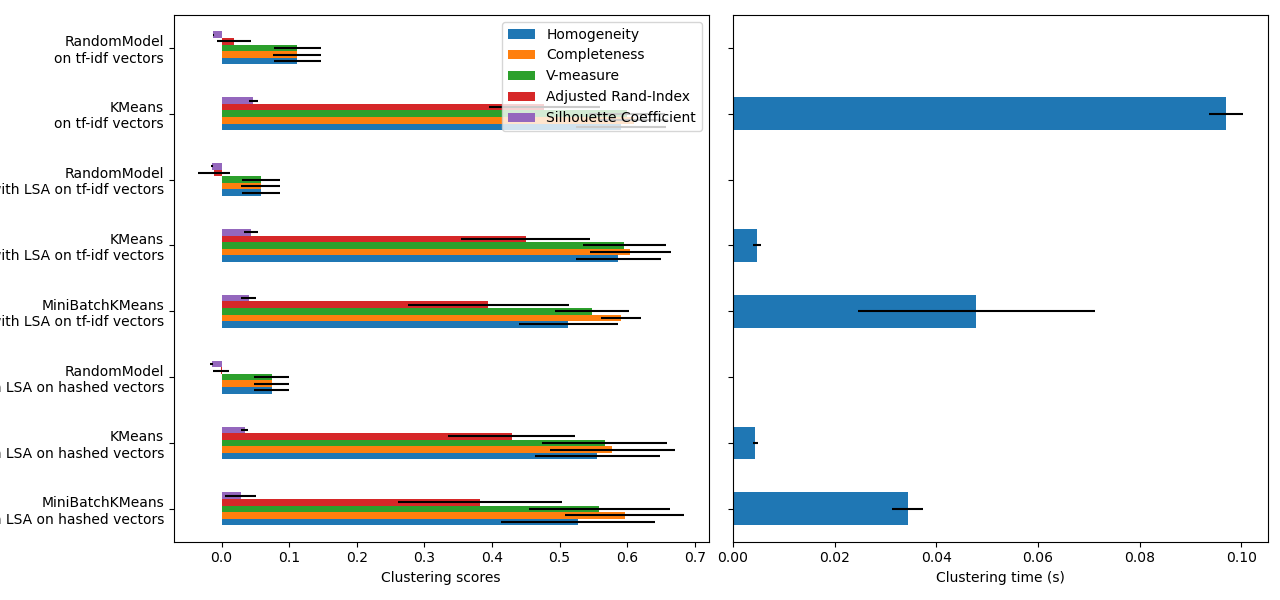 RandomModel
on tf-idf vectors
KMeans
on tf-idf vectors
RandomModel
with LSA on tf-idf vectors
KMeans
with LSA on tf-idf vectors
MiniBatchKMeans
with LSA on tf-idf vectors
RandomModel
LSA on hashed vectors
KMeans
LSA on hashed vectors
MiniBatchKMeans
LSA on hashed vectors
Homogeneity
Completeness
V-measure
Adjusted Rand-Index
Silhouette Coefficient
0.0 0.1 0.2 0.3 0.4 0.5 0.6 0.7
Clustering scores
0.00 0.02 0.04 0.06 0.08 0.10
Clustering time (s)